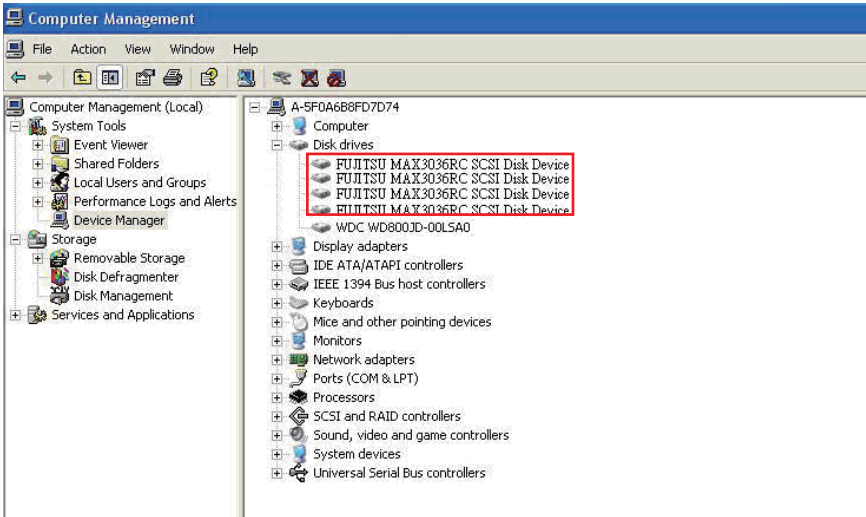 Computer Management
File Action View Window Help
Computer Management (Local)
System Tools
Event Viewer
Shared Folders
Local Users and Groups
Performance Logs and Alerts
Device Manager
Storage
Removable Storage
Disk Defragmenter
Disk Management
Services and Applications
A-5F0A6B8FD7D74
Computer
Disk drives
FUJITSU MAX3036RC SCSI Disk Device
FUJITSU MAX3036RC SCSI Disk Device
FUJITSU MAX3036RC SCSI Disk Device
FUJITSU MAX3036RC SCSI Disk Device
WDC WD800JD-00LSA0
Display adapters
IDE ATA/ATAPI controllers
IEEE 1394 Bus host controllers
Keyboards
Mice and other pointing devices
Monitors
Network adapters
Ports (COM & LPT)
Processors
SCSI and RAID controllers
Sound, video and game controllers
System devices
Universal Serial Bus controllers